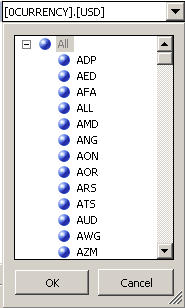 [0CURRENCY].[USD]
All
ADP
AED
AFA
ALL
AMD
ANG
AON
AOR
ARS
ATS
AUD
AWG
AZM
OK
Cancel